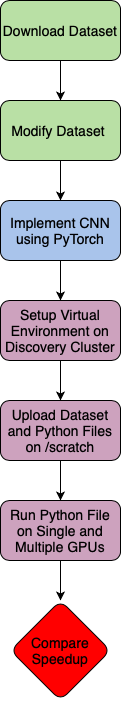 Download Dataset
Modify Dataset
Implement CNN
using PyTorch
Setup Virtual
Environment on
Discovery Cluster
Upload Dataset
and Python Files
on /scratch
Run Python File
on Single and
Multiple GPUs
Compare
Speedup